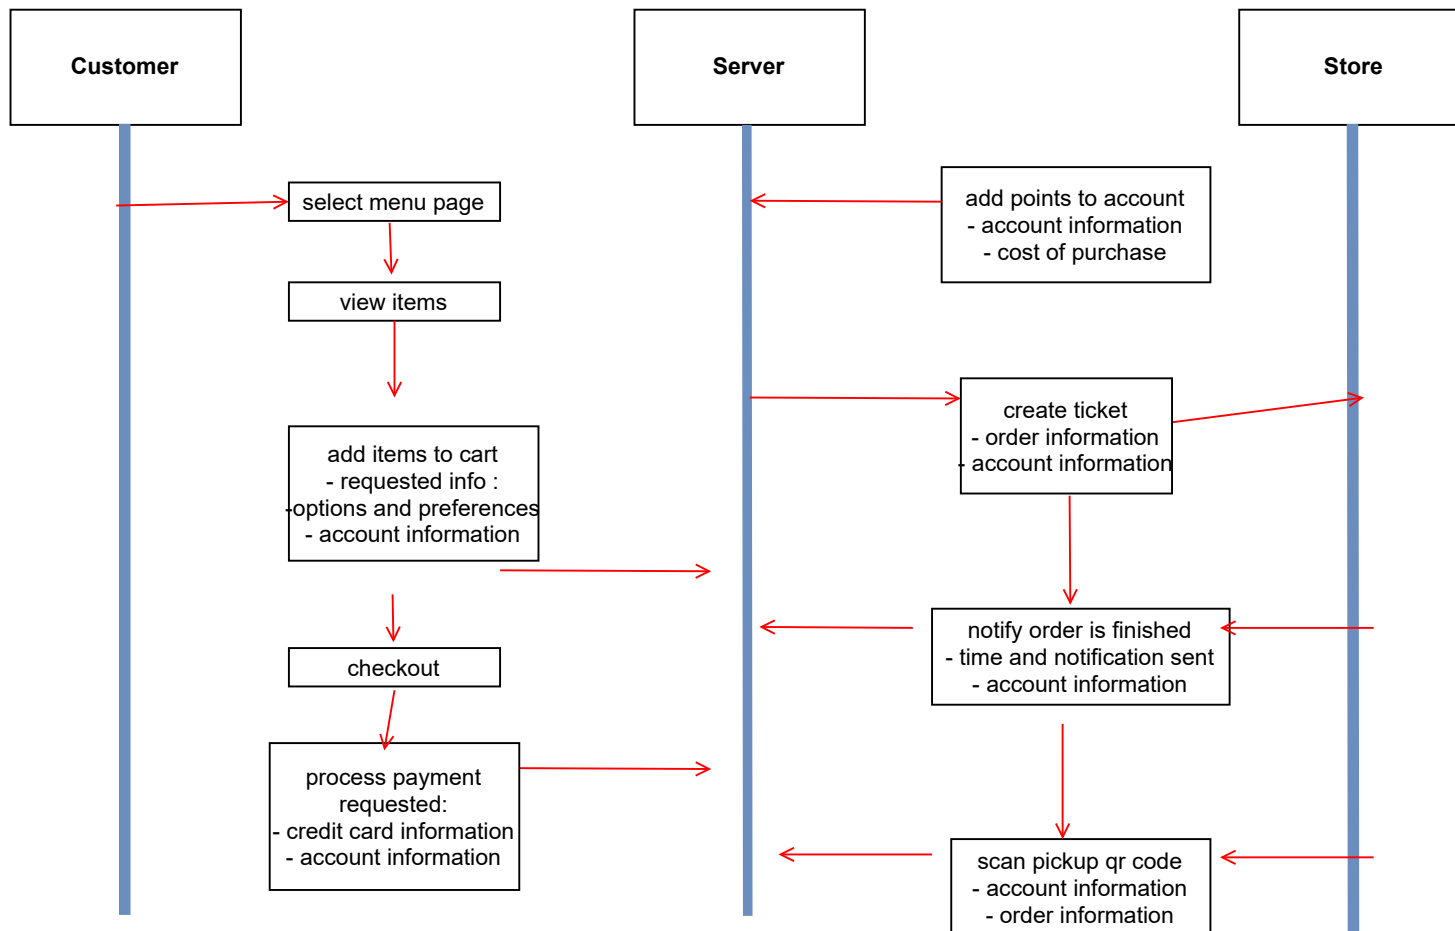 Customer
Server
Store
select menu page
view items
add items to cart
- requested info :
-options and preferences
- account information
checkout
process payment
requested:
- credit card information
- account information
add points to account
- account information
- cost of purchase
create ticket
- order information
- account information
notify order is finished
- time and notification sent
- account information
scan pickup qr code
- account information
- order information